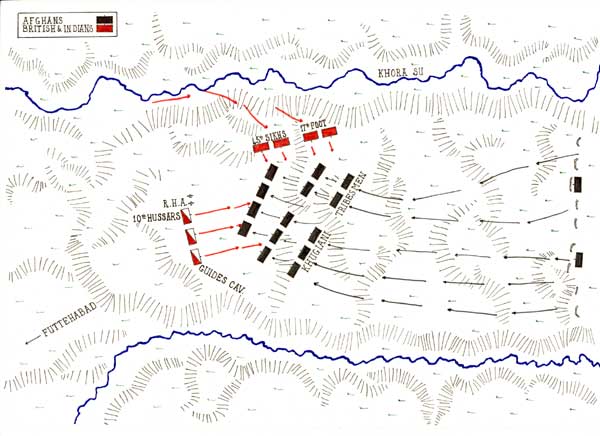 AFGHANS
BRITISH & INDIANS
KHORA SU
45TH SIKHS
17TH FOOT
TRIBESMEN
R.H.A.
10TH HUSSARS
KHUGIANI
GUIDES CAV.
FUTTEHABAD